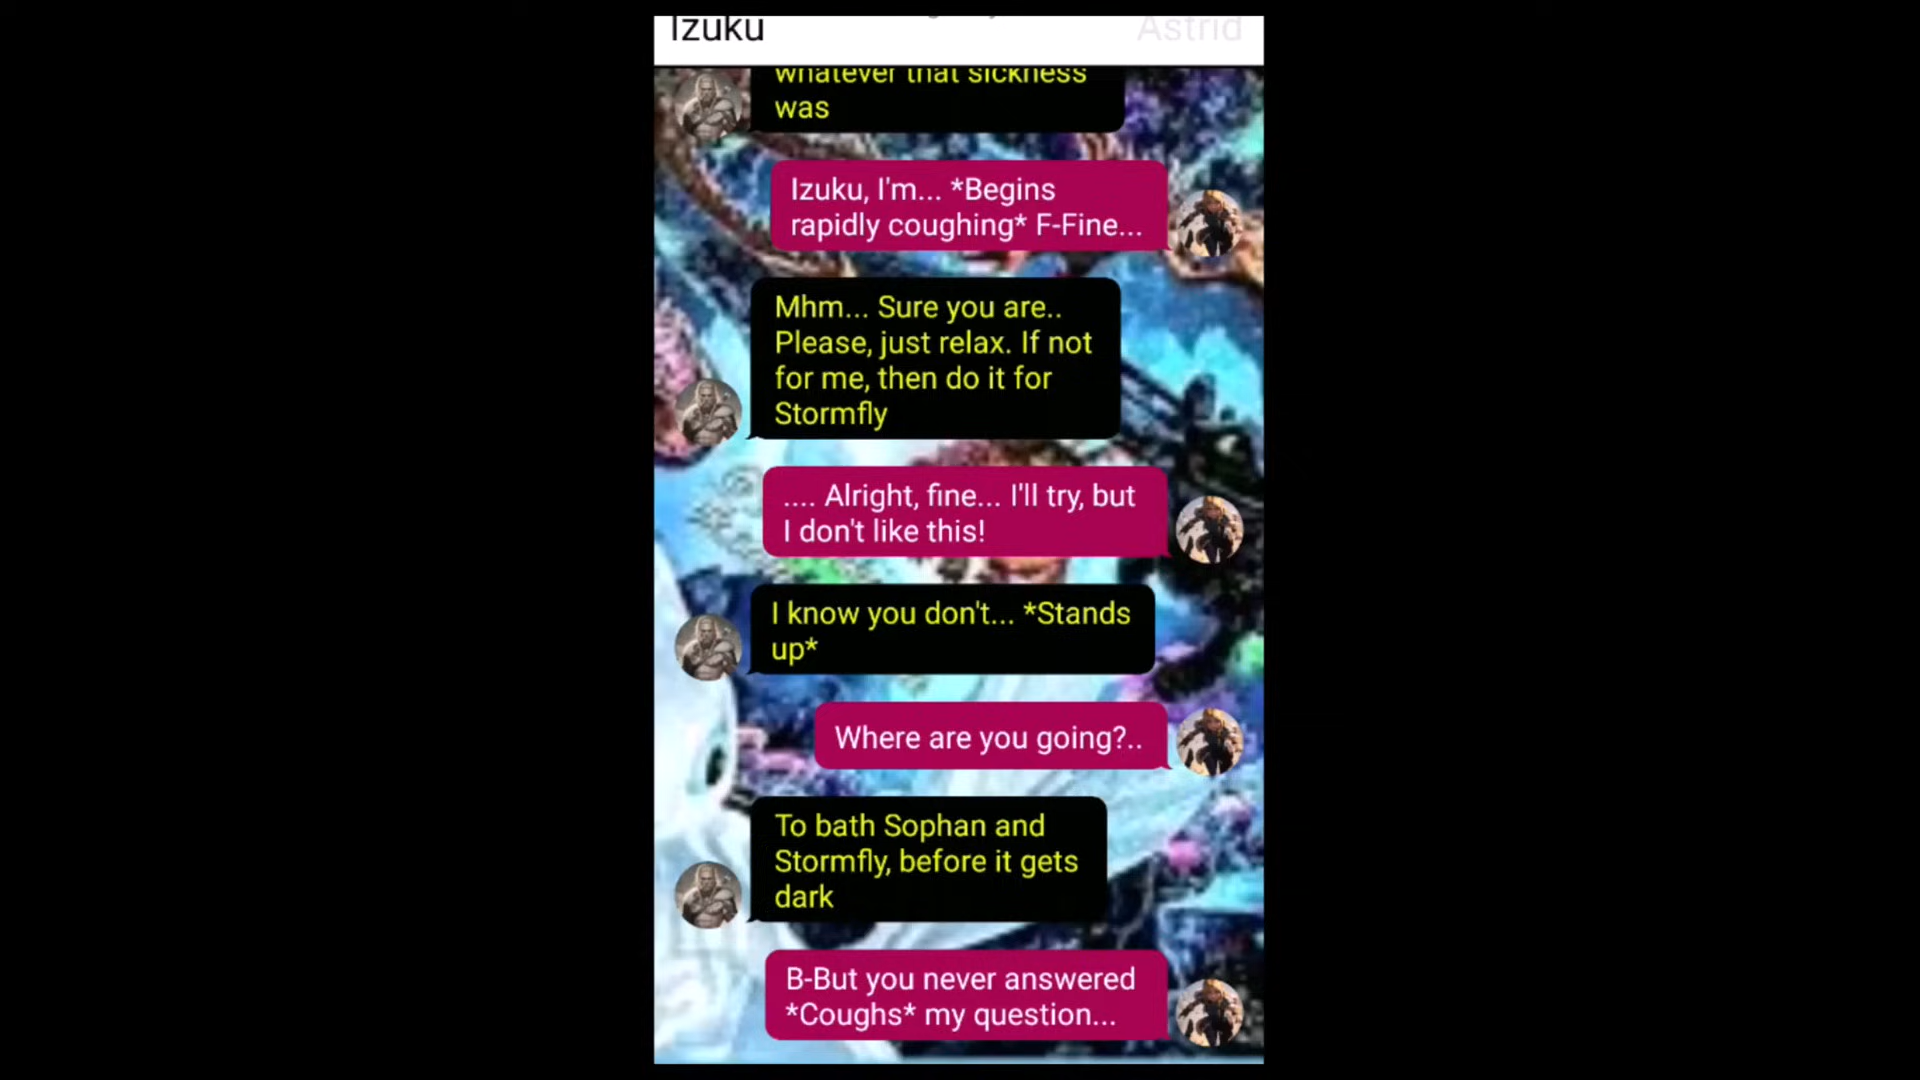 Izuku
Astrid
whatever that sickness
was
Izuku, I'm... *Begins
rapidly coughing* F-Fine...
Mhm... Sure you are..
Please, just relax. If not
for me, then do it for
Stormfly
.... Alright, fine... I'll try, but
I don't like this!
I know you don't... *Stands
up*
Where are you going?..
To bath Sophan and
Stormfly, before it gets
dark
B-But you never answered
*Coughs* my question...